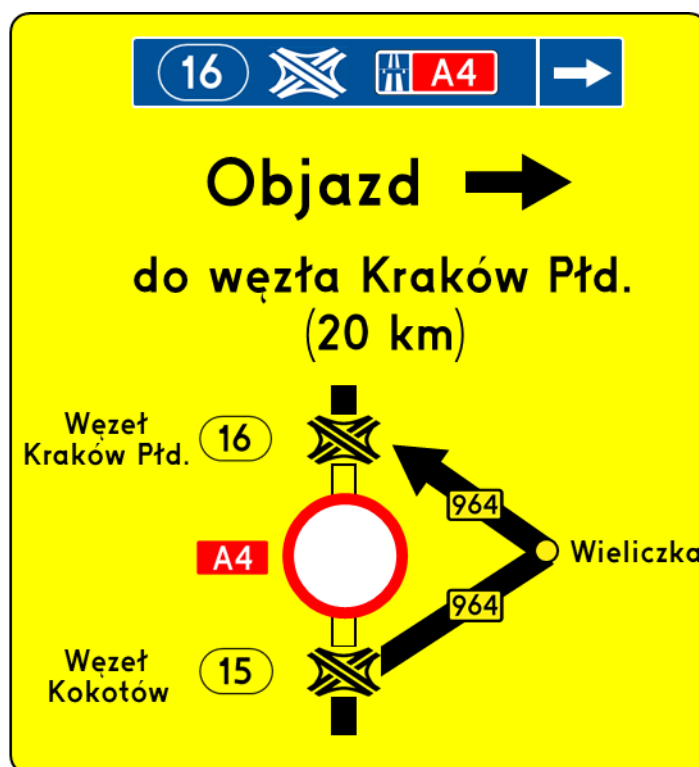 16 A4
Objazd
do węzła Kraków Płd.
(20 km)
Węzeł
Kraków Płd.
16
964
A4
Wieliczka
964
Węzeł
Kokotów
15